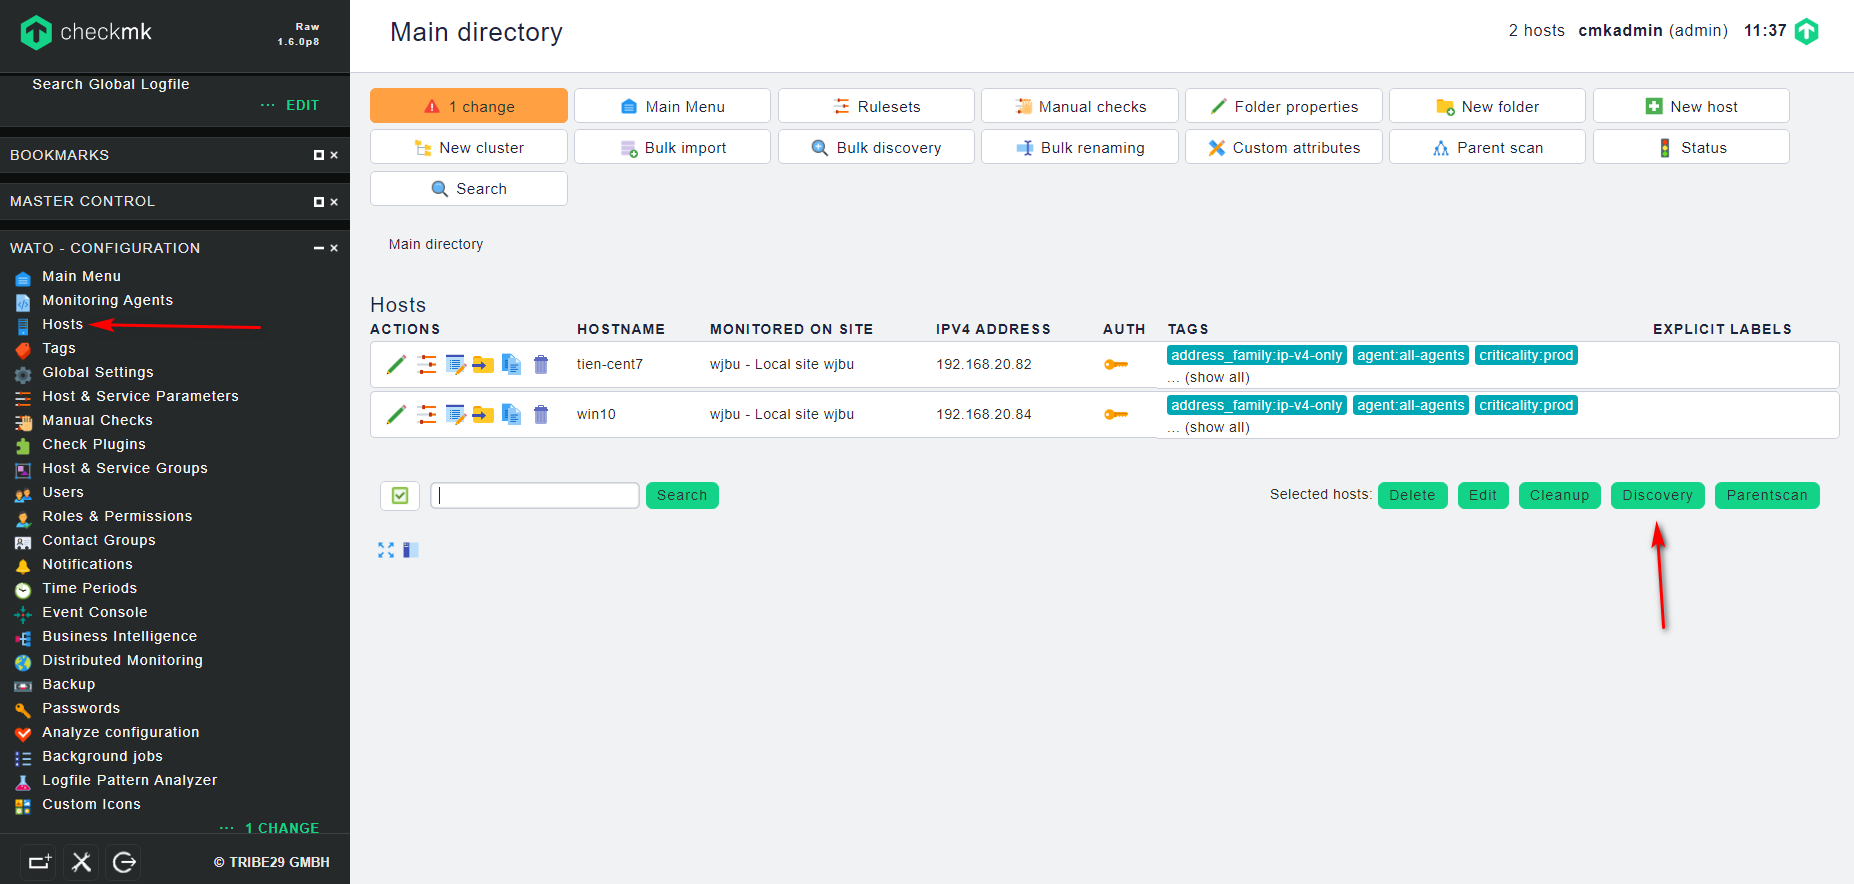 checkmk
Raw
1.6.0p8
Search Global Logfile
··· EDIT
BOOKMARKS
MASTER CONTROL
WATO - CONFIGURATION
Main Menu
Monitoring Agents
Hosts
Tags
Global Settings
Host & Service Parameters
Manual Checks
Check Plugins
Host & Service Groups
Users
Roles & Permissions
Contact Groups
Notifications
Time Periods
Event Console
Business Intelligence
Distributed Monitoring
Backup
Passwords
Analyze configuration
Background jobs
Logfile Pattern Analyzer
Custom Icons
··· 1 CHANGE
© TRIBE29 GMBH
Main directory
2 hosts cmkadmin (admin) 11:37
1 change Main Menu Rulesets Manual checks Folder properties New folder New host
New cluster Bulk import Bulk discovery Bulk renaming Custom attributes Parent scan Status
Search
Main directory
Hosts
ACTIONS HOSTNAME MONITORED ON SITE IPV4 ADDRESS AUTH TAGS EXPLICIT LABELS
tien-cent7 wjbu - Local site wjbu 192.168.20.82 address_family:ip-v4-only agent:all-agents criticality:prod
... (show all)
win10 wjbu - Local site wjbu 192.168.20.84 address_family:ip-v4-only agent:all-agents criticality:prod
... (show all)
Search Selected hosts: Delete Edit Cleanup Discovery Parentscan